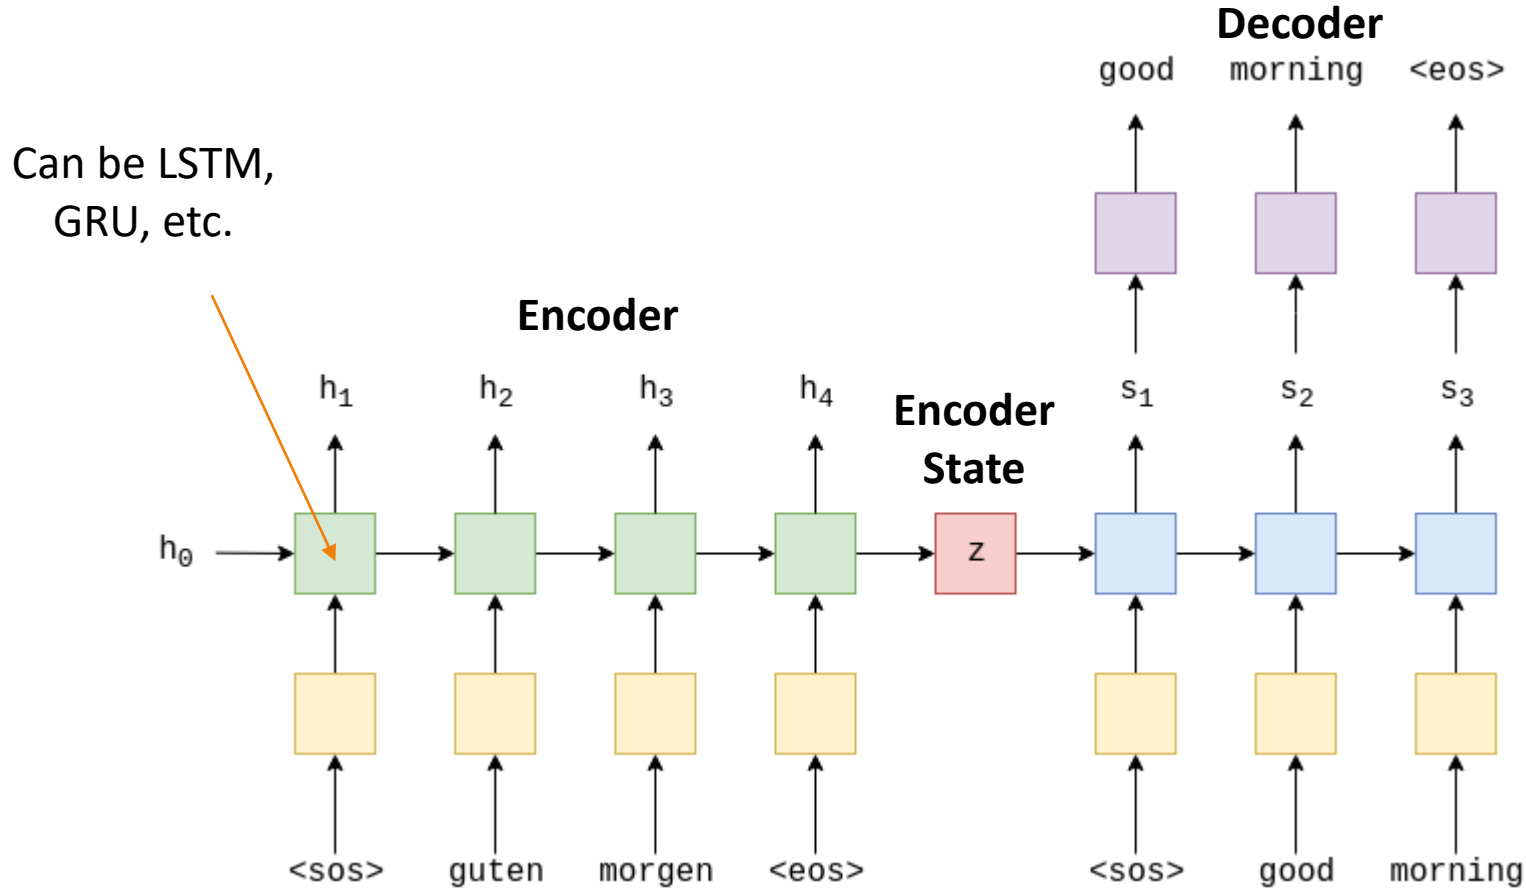 Decoder
good morning <eos>
Can be LSTM,
GRU, etc.
Encoder
h1 h2 h3 h4
Encoder
State
s1 s2 s3
h0
z
<sos> guten morgen <eos> <sos> good morning